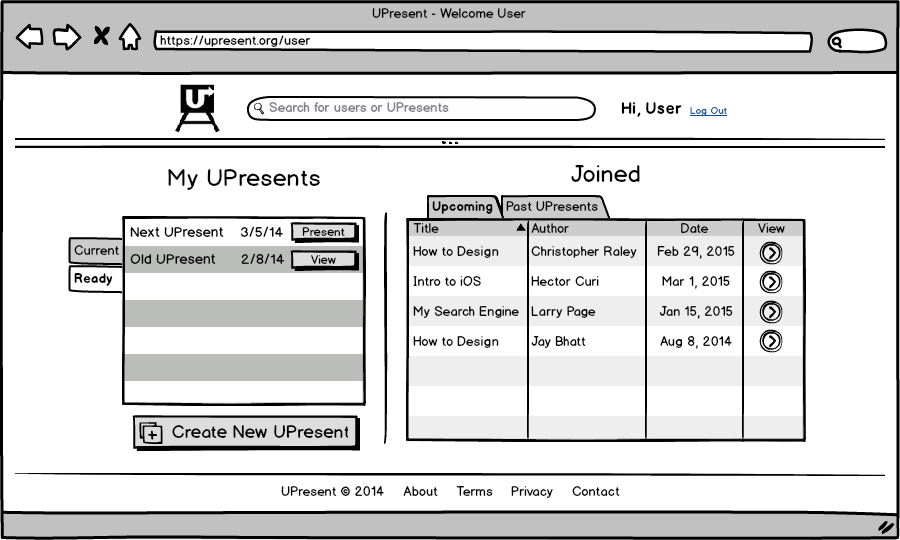 UPresent - Welcome User
https://upresent.org/user
U
Search for users or UPresents
Hi, User Log Out
My UPresents
Joined
Upcoming Past UPresents
Current
Ready
Next UPresent 3/5/14 Present
Old UPresent 2/8/14 View
Title Author Date View
How to Design Christopher Raley Feb 29, 2015
Intro to iOS Hector Curi Mar 1, 2015
My Search Engine Larry Page Jan 15, 2015
How to Design Jay Bhatt Aug 8, 2014
Create New UPresent
UPresent © 2014 About Terms Privacy Contact